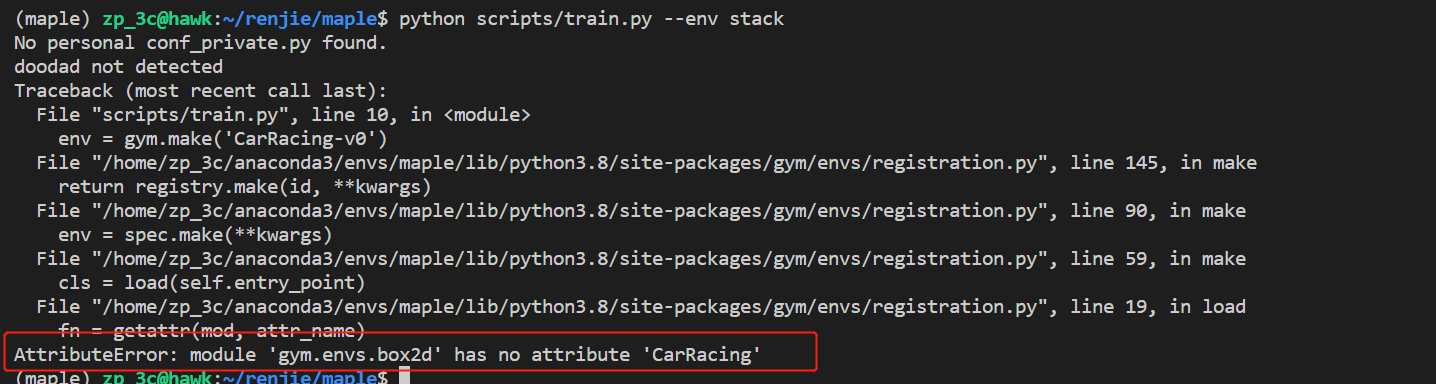 (maple) zp_3c@hawk:~/renjie/maple$ python scripts/train.py --env stack
No personal conf_private.py found.
doodad not detected
Traceback (most recent call last):
  File "scripts/train.py", line 10, in <module>
    env = gym.make('CarRacing-v0')
  File "/home/zp_3c/anaconda3/envs/maple/lib/python3.8/site-packages/gym/envs/registration.py", line 145, in make
    return registry.make(id, **kwargs)
  File "/home/zp_3c/anaconda3/envs/maple/lib/python3.8/site-packages/gym/envs/registration.py", line 90, in make
    env = spec.make(**kwargs)
  File "/home/zp_3c/anaconda3/envs/maple/lib/python3.8/site-packages/gym/envs/registration.py", line 59, in make
    cls = load(self.entry_point)
  File "/home/zp_3c/anaconda3/envs/maple/lib/python3.8/site-packages/gym/envs/registration.py", line 19, in load
    fn = getattr(mod, attr_name)
AttributeError: module 'gym.envs.box2d' has no attribute 'CarRacing'
(maple) zp_3c@hawk:~/renjie/maple$